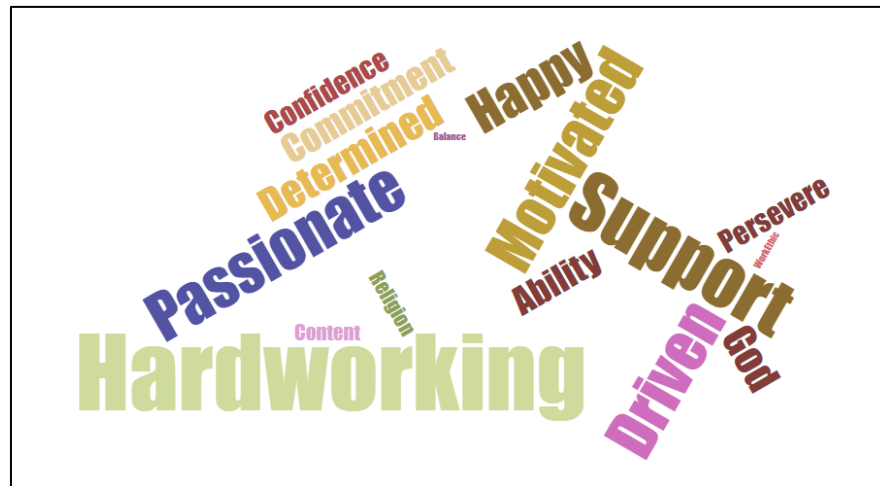 Confidence
Commitment
Happy
Motivated
Determined
Balance
Passionate
Support
Persevere
WorkEthic
Ability
Religion
Content
Hardworking
Driven
God